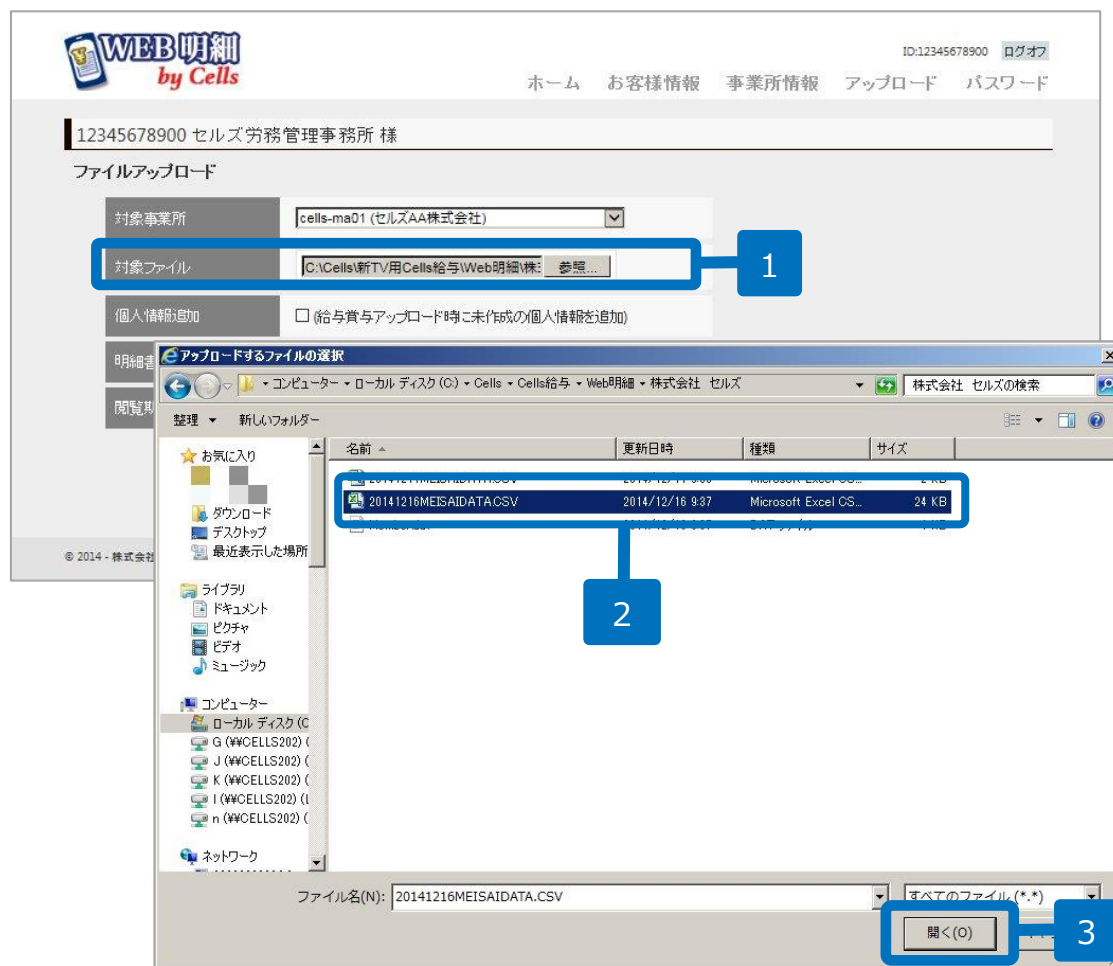 WEB明細
by Cells
ID:12345678900 ログオフ
ホーム お客様情報 事業所情報 アップロード パスワード
12345678900 セルズ労務管理事務所 様
ファイルアップロード
対象事業所 cells-ma01 (セルズAA株式会社)
対象ファイル C:\Cells\新TV用Cells給与\Web明細\株: 参照...
1
個人情報追加 (給与賞与アップロード時に未作成の個人情報を追加)
明細書
閲覧期
© 2014 - 株式会社
アップロードするファイルの選択
コンピューター ローカル ディスク (C:) Cells Cells給与 Web明細 株式会社 セルズ
株式会社 セルズの検索
整理 新しいフォルダー
名前 更新日時 種類 サイズ
20141216MEISAIDATA.CSV 2014/12/16 9:37 Microsoft Excel CS... 24 KB
2
お気に入り
ダウンロード
デスクトップ
最近表示した場所
ライブラリ
ドキュメント
ピクチャ
ビデオ
ミュージック
コンピューター
ローカル ディスク (C
G (¥¥CELLS202) (
J (¥¥CELLS202) (
K (¥¥CELLS202) (
I (¥¥CELLS202) (L
n (¥¥CELLS202) (
ネットワーク
ファイル名(N): 20141216MEISAIDATA.CSV
すべてのファイル (*.*)
開く(O)
3